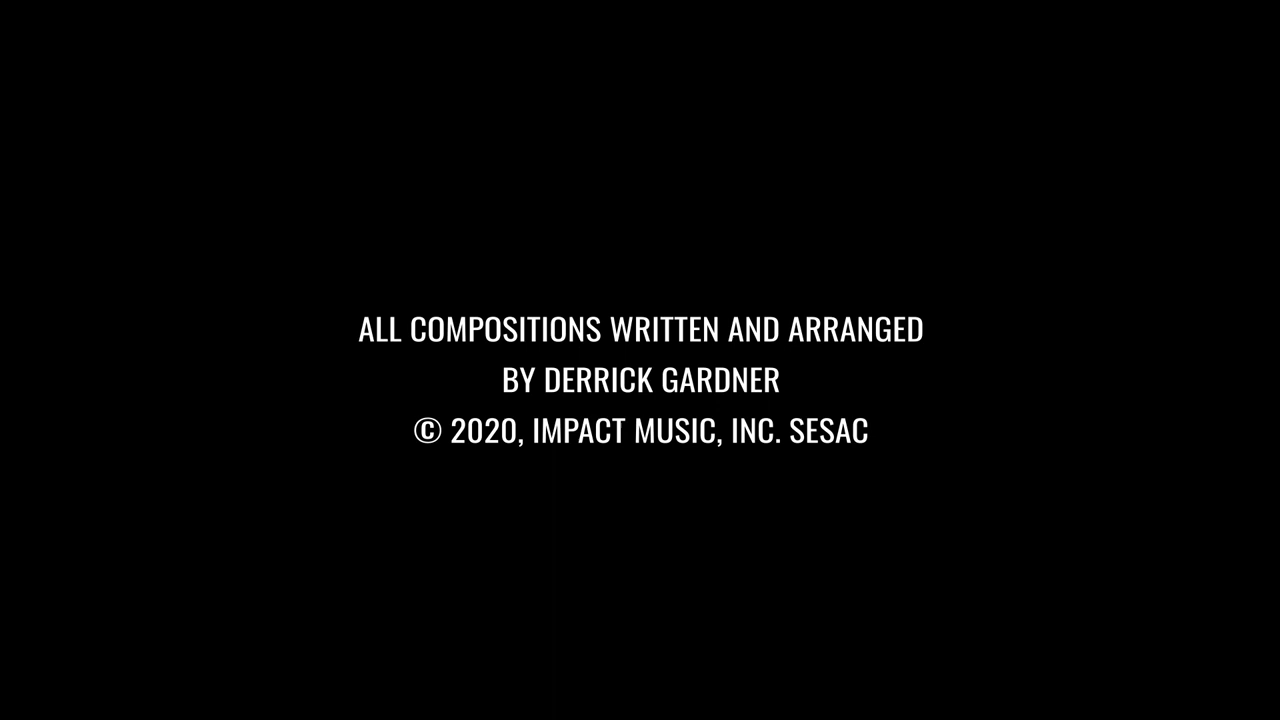 ALL COMPOSITIONS WRITTEN AND ARRANGED
BY DERRICK GARDNER
© 2020, IMPACT MUSIC, INC. SESAC